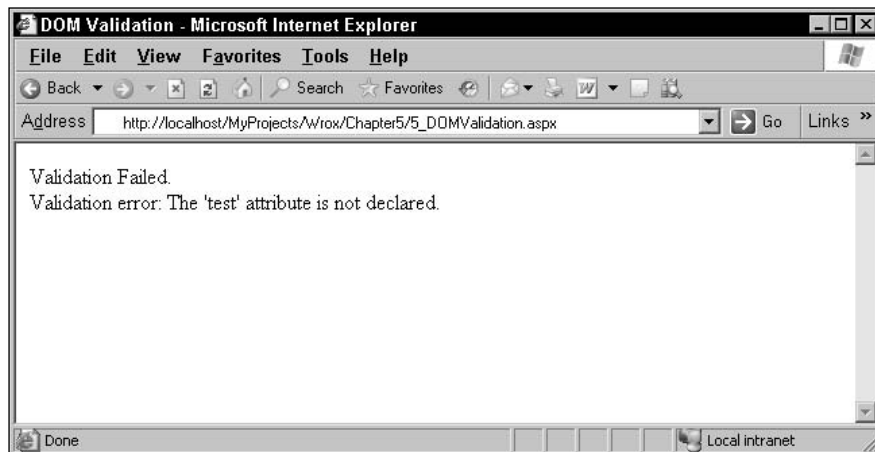 DOM Validation - Microsoft Internet Explorer
File Edit View Favorites Tools Help
Back Search Favorites W
Address http://localhost/MyProjects/Wrox/Chapter5/5_DOMValidation.aspx Go Links »
Validation Failed.
Validation error: The 'test' attribute is not declared.
Done Local intranet